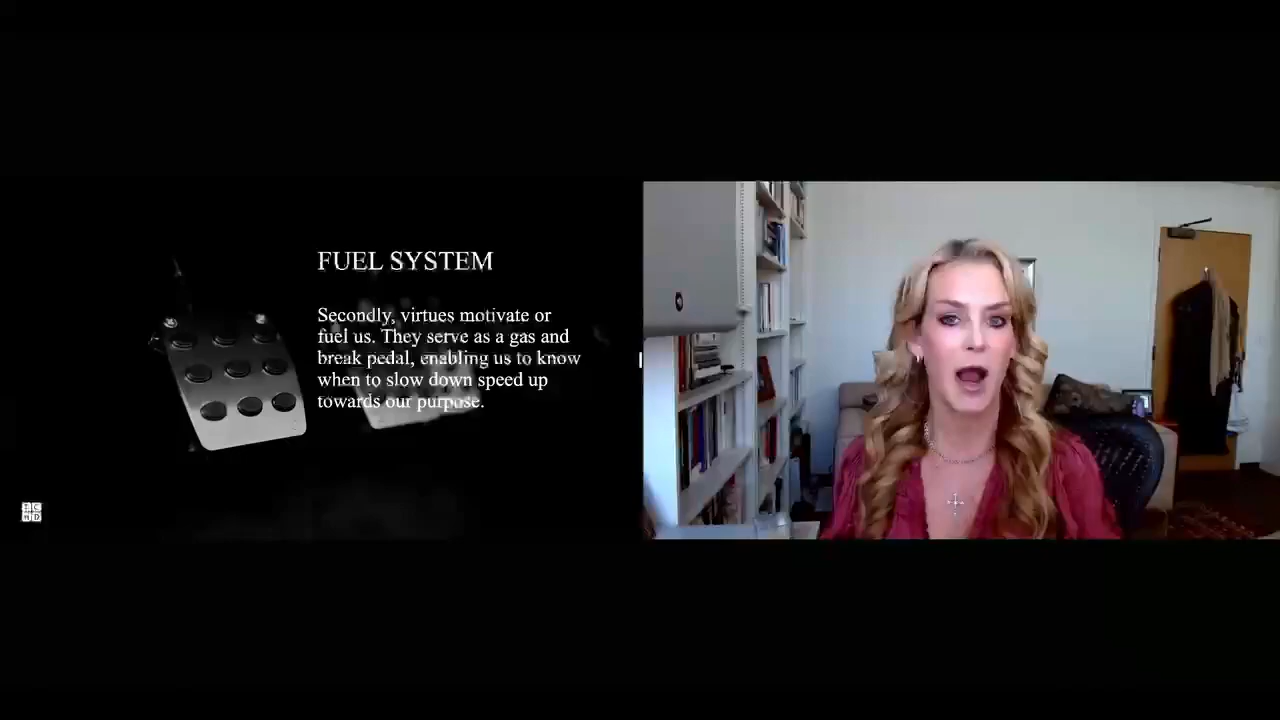 FUEL SYSTEM
Secondly, virtues motivate or
fuel us. They serve as a gas and
break pedal, enabling us to know
when to slow down speed up
towards our purpose.